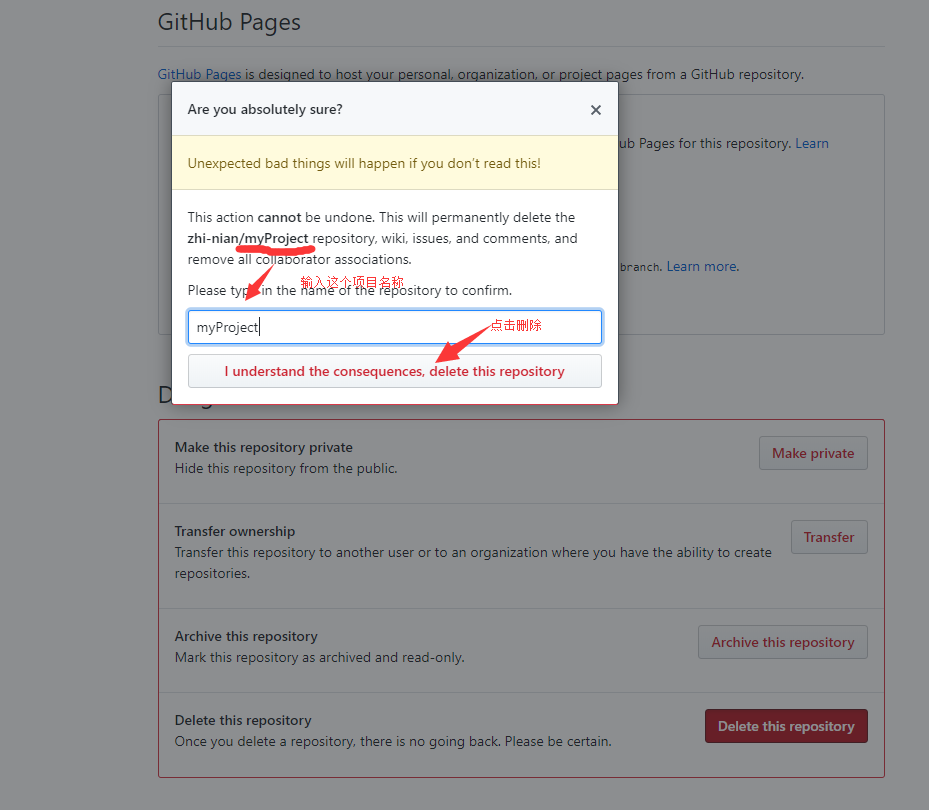 GitHub Pages
GitHub Pages is designed to host your personal, organization, or project pages from a GitHub repository.
Are you absolutely sure?
Unexpected bad things will happen if you don't read this!
ub Pages for this repository. Learn
This action cannot be undone. This will permanently delete the
zhi-nian/myProject repository, wiki, issues, and comments, and
remove all collaborator associations.
branch. Learn more.
输入这个项目名称
Please type in the name of the repository to confirm.
myProject
点击删除
I understand the consequences, delete this repository
Make this repository private
Hide this repository from the public.
Make private
Transfer ownership
Transfer this repository to another user or to an organization where you have the ability to create
repositories.
Transfer
Archive this repository
Mark this repository as archived and read-only.
Archive this repository
Delete this repository
Once you delete a repository, there is no going back. Please be certain.
Delete this repository